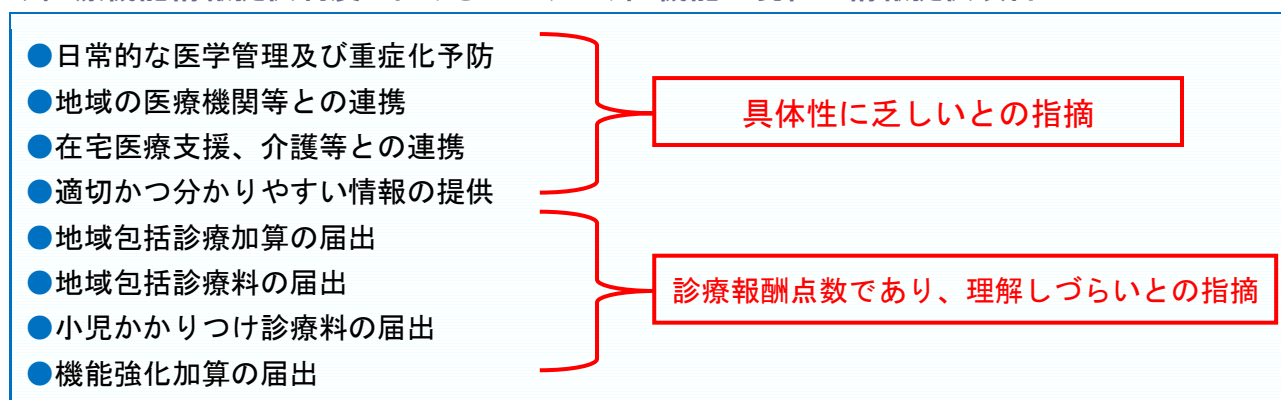 ●日常的な医学管理及び重症化予防
●地域の医療機関等との連携
●在宅医療支援、介護等との連携
●適切かつ分かりやすい情報の提供
●地域包括診療加算の届出
●地域包括診療料の届出
●小児かかりつけ診療料の届出
●機能強化加算の届出
具体性に乏しいとの指摘
診療報酬点数であり、理解しづらいとの指摘